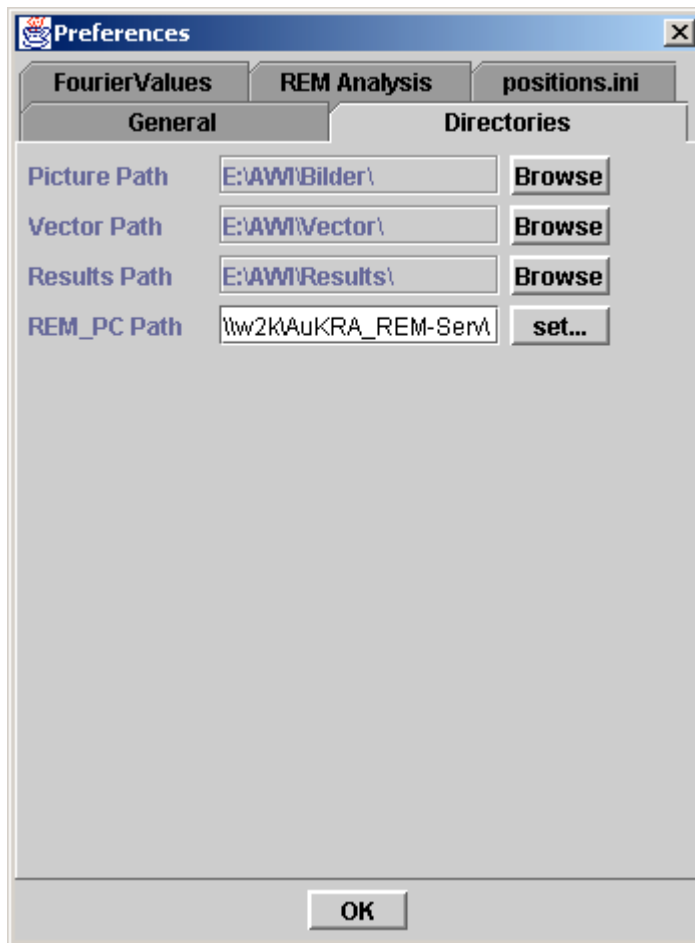 Preferences
FourierValues REM Analysis positions.ini
General Directories
Picture Path E:\AWI\Bilder\ Browse
Vector Path E:\AWI\Vector\ Browse
Results Path E:\AWI\Results\ Browse
REM_PC Path \\w2k\AuKRA_REM-Serv\ set...
OK